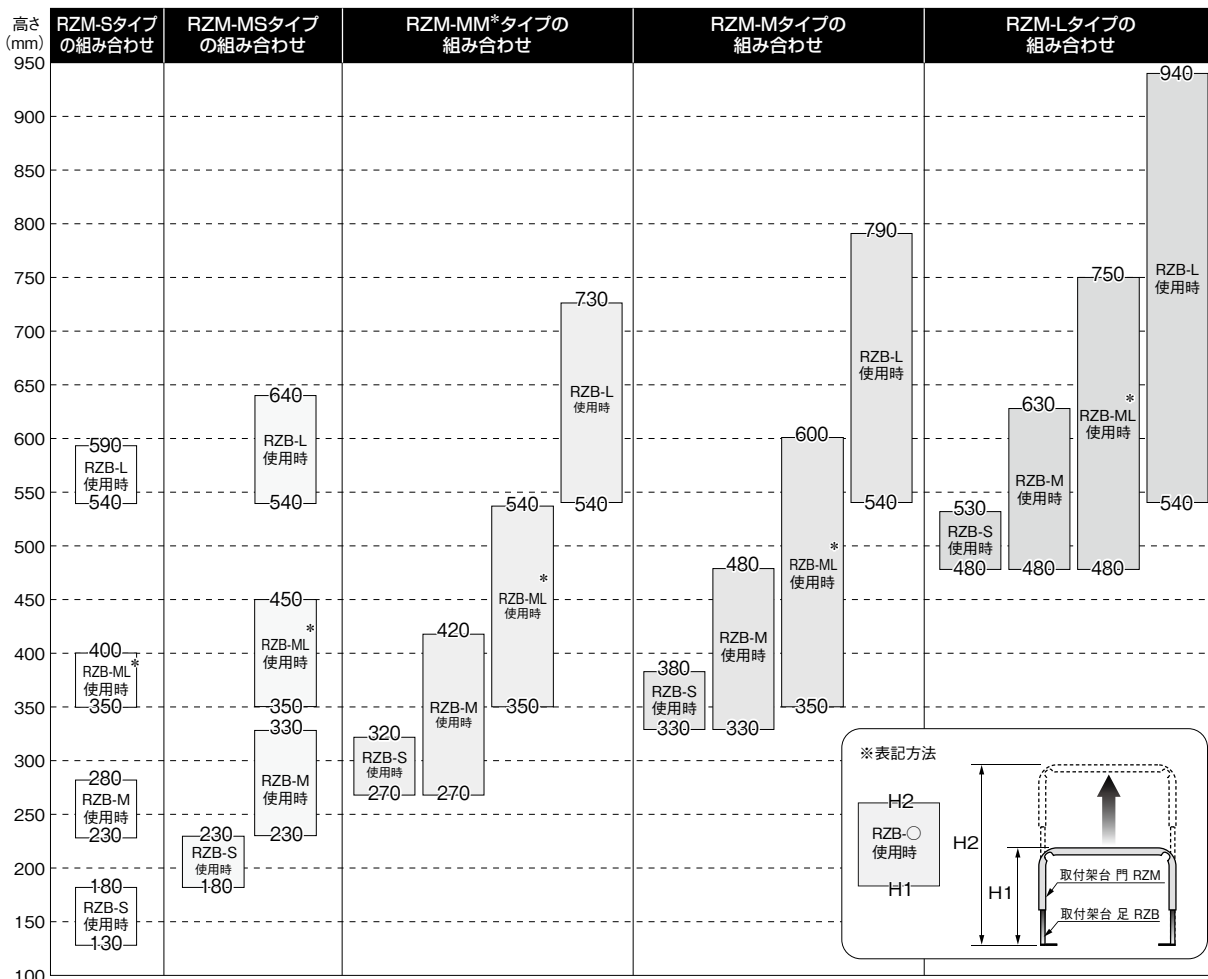 高さ
(mm)
RZM-Sタイプ
の組み合わせ
RZM-MSタイプ
の組み合わせ
RZM-MM*タイプの
組み合わせ
RZM-Mタイプの
組み合わせ
RZM-Lタイプの
組み合わせ
950
900
850
800
750
700
650
600
550
500
450
400
350
300
250
200
150
100
590
RZB-L
使用時
540
400
RZB-ML*
使用時
350
280
RZB-M
使用時
230
180
RZB-S
使用時
130
640
RZB-L
使用時
540
450
RZB-ML*
使用時
350
330
RZB-M
使用時
230
230
RZB-S
使用時
180
320
RZB-S
使用時
270
420
RZB-M
使用時
270
540
RZB-ML*
使用時
350
730
RZB-L
使用時
540
380
RZB-S
使用時
330
480
RZB-M
使用時
330
600
RZB-ML*
使用時
350
790
RZB-L
使用時
540
530
RZB-S
使用時
480
630
RZB-M
使用時
480
750
RZB-ML*
使用時
480
940
RZB-L
使用時
540
※表記方法
H2
RZB-○
使用時
H1
H2
H1
取付架台 門 RZM
取付架台 足 RZB